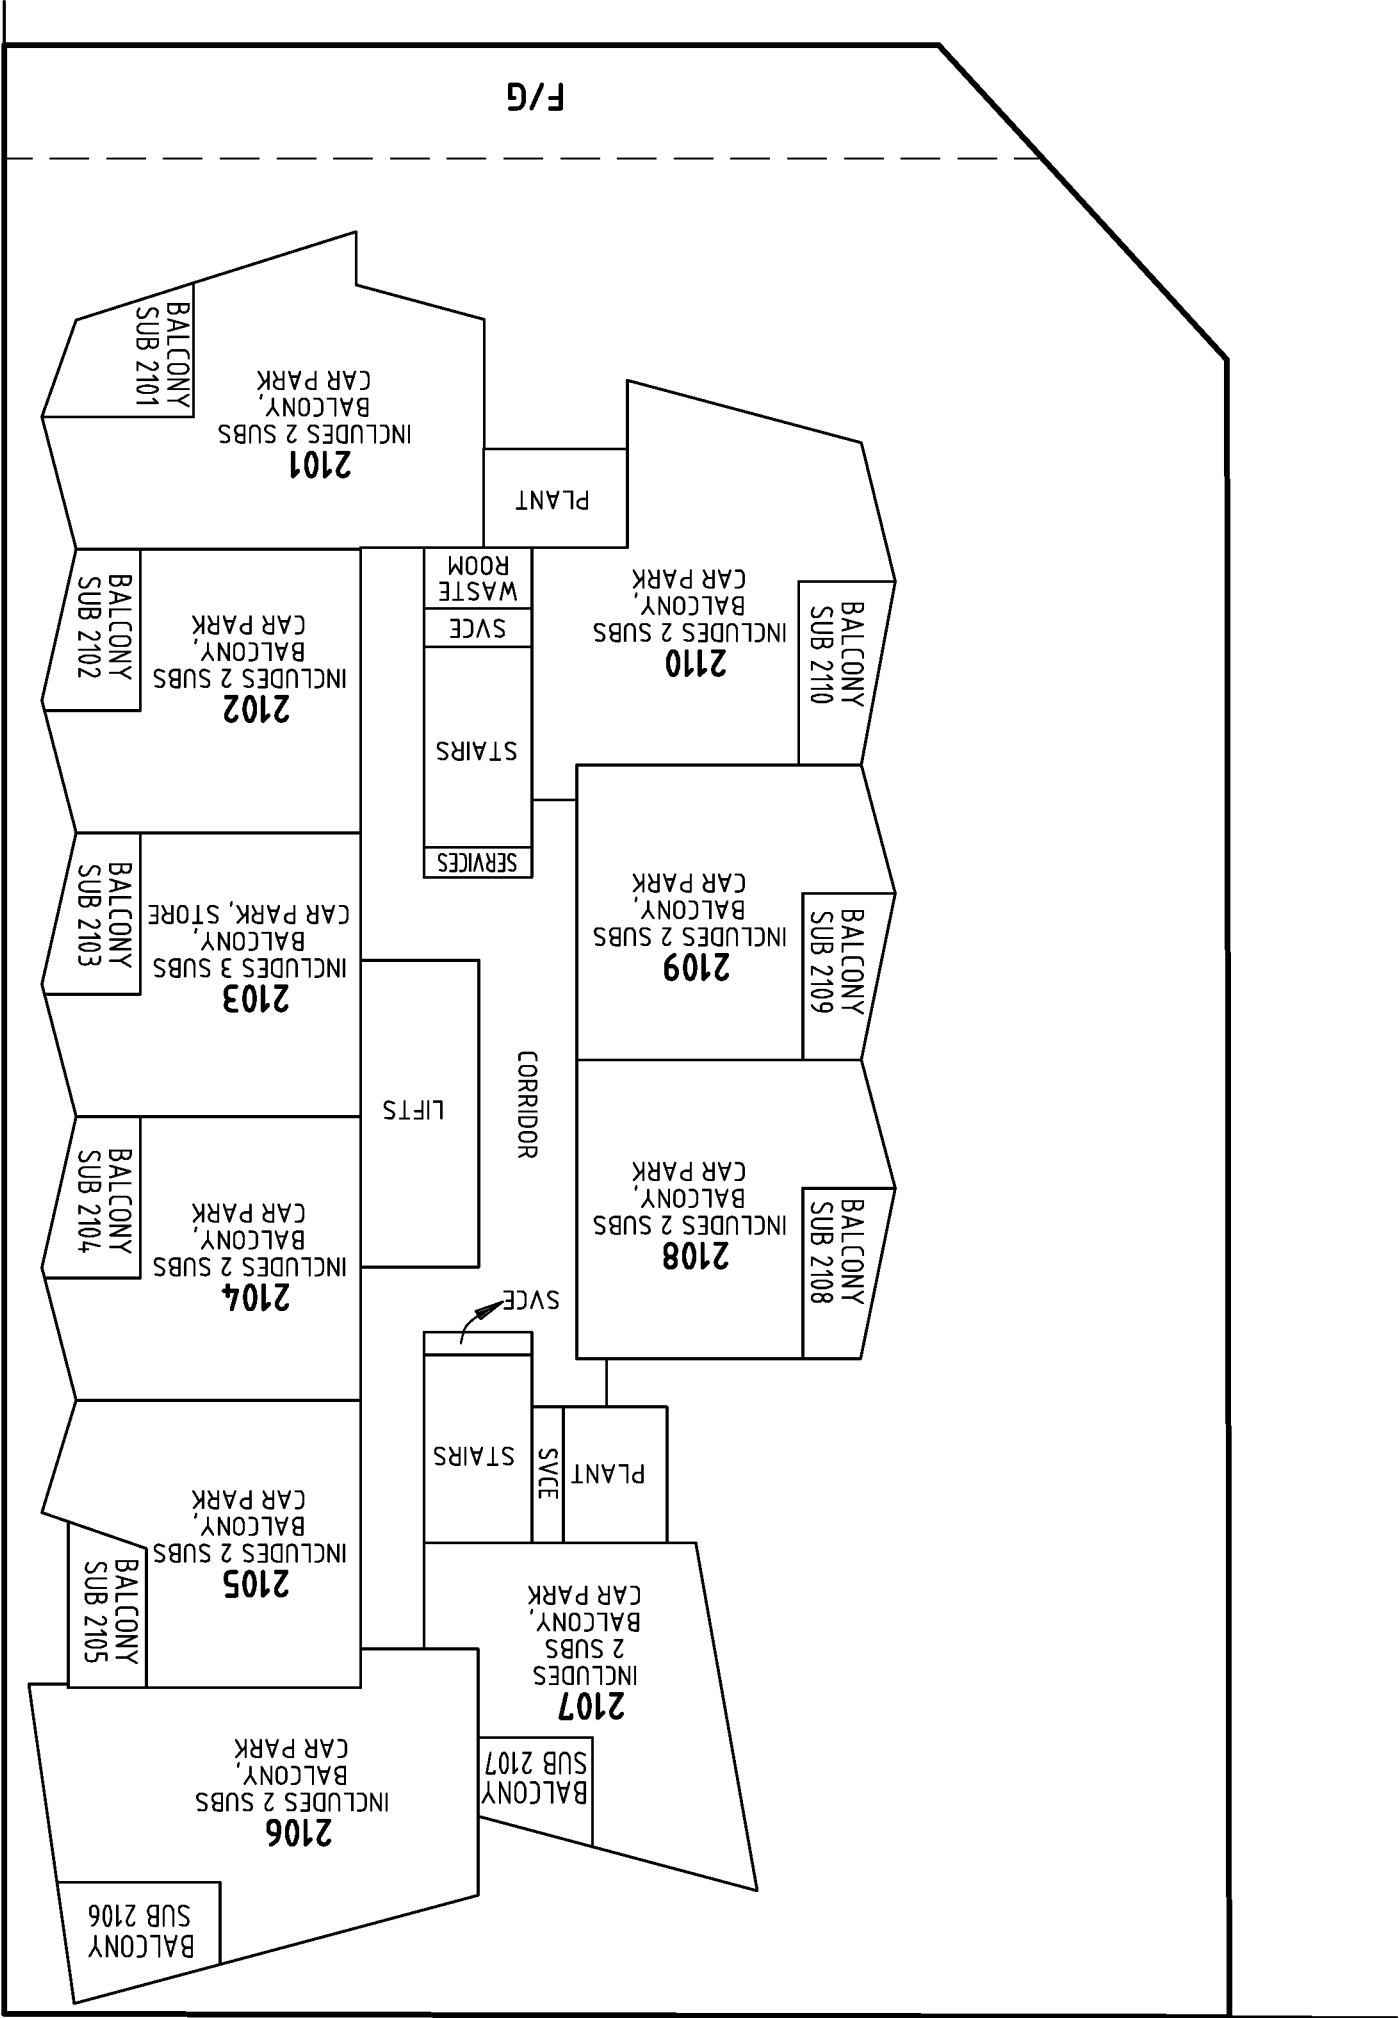 F/G
2101
INCLUDES 2 SUBS
BALCONY,
CAR PARK
BALCONY
SUB 2101
PLANT
2102
INCLUDES 2 SUBS
BALCONY,
CAR PARK
BALCONY
SUB 2102
WASTE
ROOM
SVCE
STAIRS
SERVICES
2110
INCLUDES 2 SUBS
BALCONY,
CAR PARK
BALCONY
SUB 2110
2103
INCLUDES 3 SUBS
BALCONY,
CAR PARK, STORE
BALCONY
SUB 2103
2109
INCLUDES 2 SUBS
BALCONY,
CAR PARK
BALCONY
SUB 2109
LIFTS
CORRIDOR
2104
INCLUDES 2 SUBS
BALCONY,
CAR PARK
BALCONY
SUB 2104
2108
INCLUDES 2 SUBS
BALCONY,
CAR PARK
BALCONY
SUB 2108
SVCE
STAIRS
SVCE
PLANT
2105
INCLUDES 2 SUBS
BALCONY,
CAR PARK
BALCONY
SUB 2105
2107
INCLUDES
2 SUBS
BALCONY,
CAR PARK
BALCONY
SUB 2107
2106
INCLUDES 2 SUBS
BALCONY,
CAR PARK
BALCONY
SUB 2106